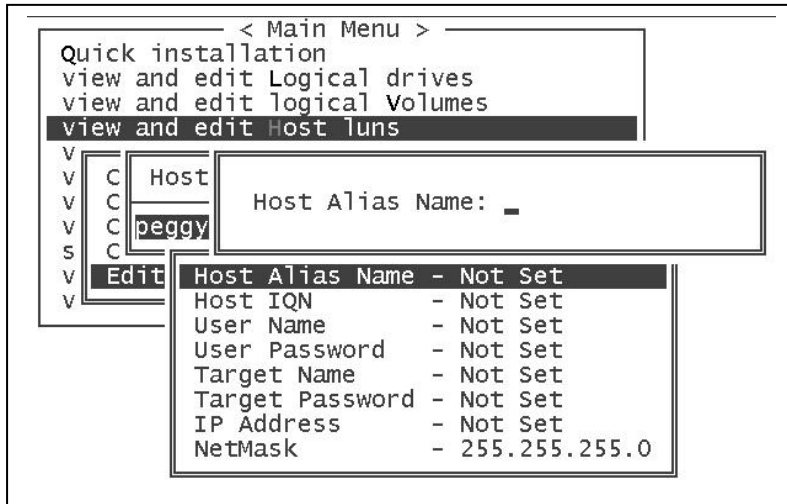 < Main Menu >
Quick installation
view and edit Logical drives
view and edit logical Volumes
view and edit Host luns
v
v C Host
v C
Host Alias Name:
v C peggy
s C
v Edit
v
Host Alias Name - Not Set
Host IQN - Not Set
User Name - Not Set
User Password - Not Set
Target Name - Not Set
Target Password - Not Set
IP Address - Not Set
NetMask - 255.255.255.0